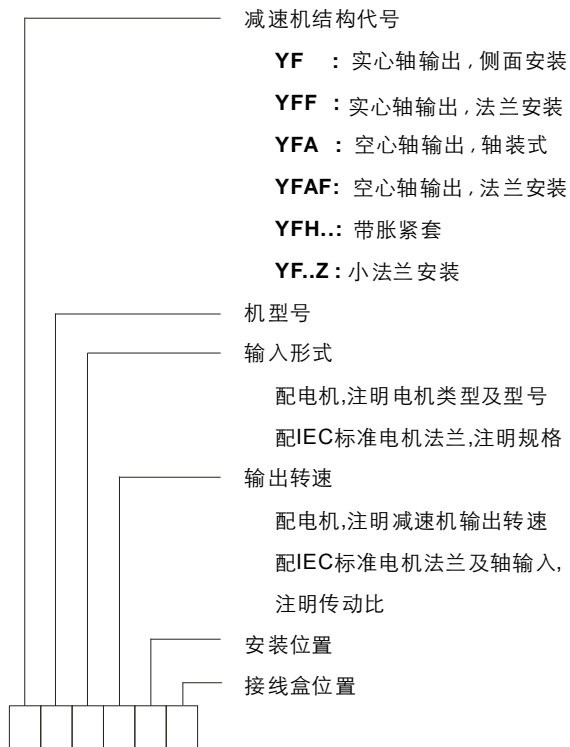 减速机结构代号
YF : 实心轴输出,侧面安装
YFF : 实心轴输出,法兰安装
YFA : 空心轴输出,轴装式
YFAF: 空心轴输出,法兰安装
YFH..: 带胀紧套
YF..Z : 小法兰安装
机型号
输入形式
配电机,注明电机类型及型号
配IEC标准电机法兰,注明规格
输出转速
配电机,注明减速机输出转速
配IEC标准电机法兰及轴输入,
注明传动比
安装位置
接线盒位置